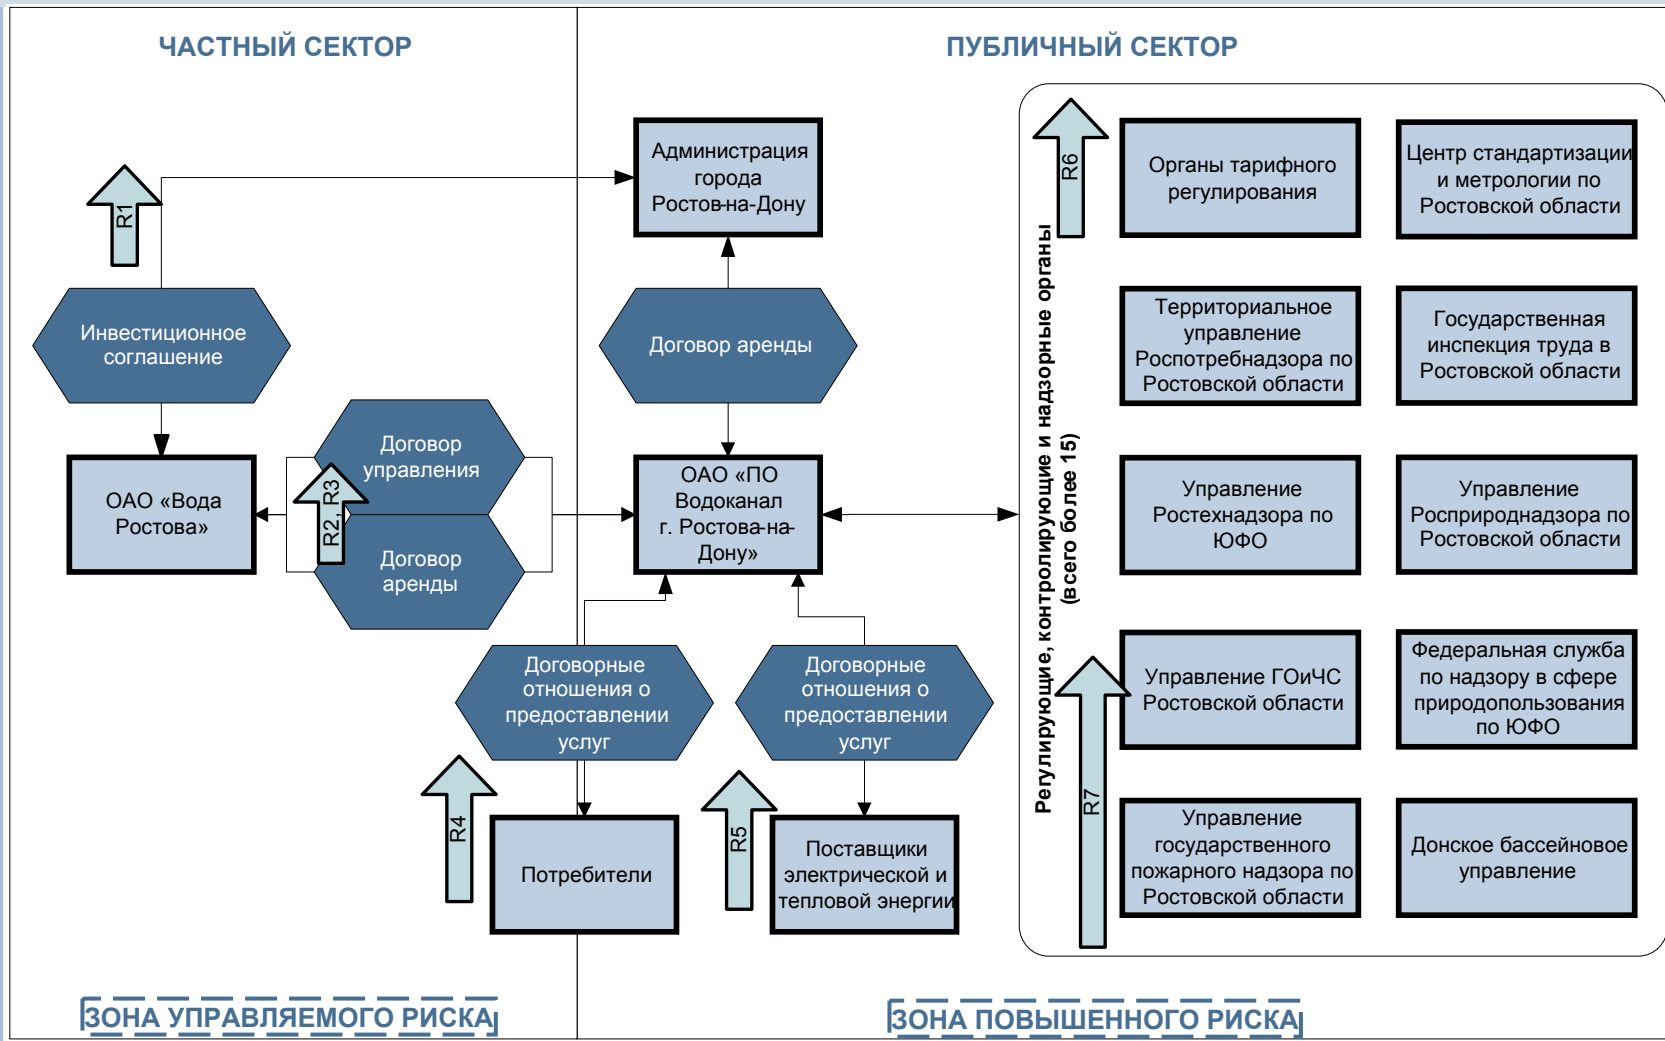 ЧАСТНЫЙ СЕКТОР
ПУБЛИЧНЫЙ СЕКТОР
R1
Инвестиционное
соглашение
ОАО «Вода
Ростова»
Договор
управления
R2, R3
Договор
аренды
Администрация
города
Ростов-на-Дону
Договор аренды
ОАО «ПО
Водоканал
г. Ростова-на-
Дону»
Договорные
отношения о
предоставлении
услуг
Договорные
отношения о
предоставлении
услуг
R4
Потребители
R5
Поставщики
электрической и
тепловой энергии
Регулирующие, контролирующие и надзорные органы
(всего более 15)
R6
R7
Органы тарифного
регулирования
Центр стандартизации
и метрологии по
Ростовской области
Территориальное
управление
Роспотребнадзора по
Ростовской области
Государственная
инспекция труда в
Ростовской области
Управление
Ростехнадзора по
ЮФО
Управление
Росприроднадзора по
Ростовской области
Управление ГОиЧС
Ростовской области
Федеральная служба
по надзору в сфере
природопользования
по ЮФО
Управление
государственного
пожарного надзора по
Ростовской области
Донское бассейновое
управление
ЗОНА УПРАВЛЯЕМОГО РИСКА
ЗОНА ПОВЫШЕННОГО РИСКА